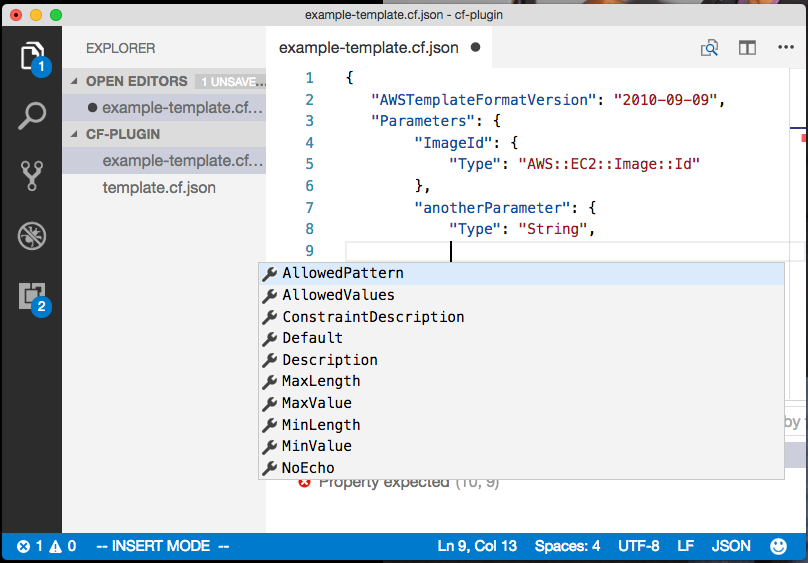 example-template.cf.json - cf-plugin
EXPLORER
example-template.cf.json
1
OPEN EDITORS 1 UNSAVE...
example-template.cf...
CF-PLUGIN
example-template.cf...
template.cf.json
2
1 {
2 "AWSTemplateFormatVersion": "2010-09-09",
3 "Parameters": {
4 "ImageId": {
5 "Type": "AWS::EC2::Image::Id"
6 },
7 "anotherParameter": {
8 "Type": "String",
9
AllowedPattern
AllowedValues
ConstraintDescription
Default
Description
MaxLength
MaxValue
MinLength
MinValue
NoEcho
by
Property expected (10, 9)
1 0 -- INSERT MODE -- Ln 9, Col 13 Spaces: 4 UTF-8 LF JSON